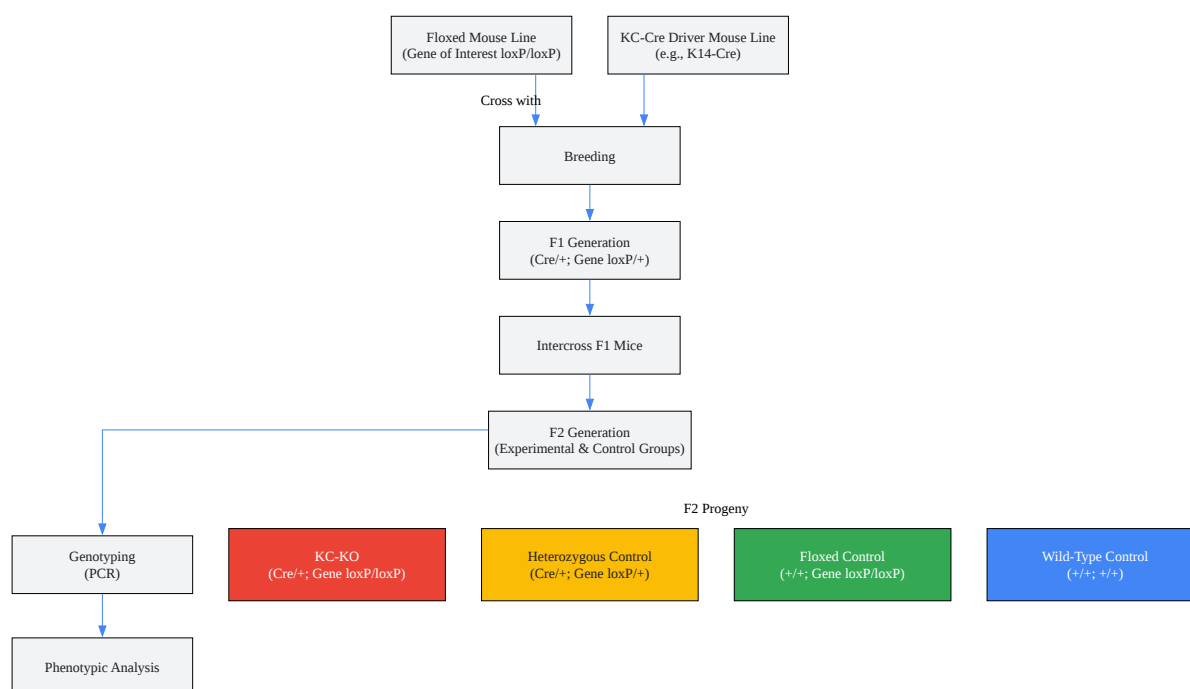 Floxed Mouse Line
(Gene of Interest loxP/loxP)
KC-Cre Driver Mouse Line
(e.g., K14-Cre)
Cross with
Breeding
F1 Generation
(Cre/+; Gene loxP/+)
Intercross F1 Mice
F2 Generation
(Experimental & Control Groups)
F2 Progeny
Genotyping
(PCR)
KC-KO
(Cre/+; Gene loxP/loxP)
Heterozygous Control
(Cre/+; Gene loxP/+)
Floxed Control
(+/+; Gene loxP/loxP)
Wild-Type Control
(+/+; +/+)
Phenotypic Analysis